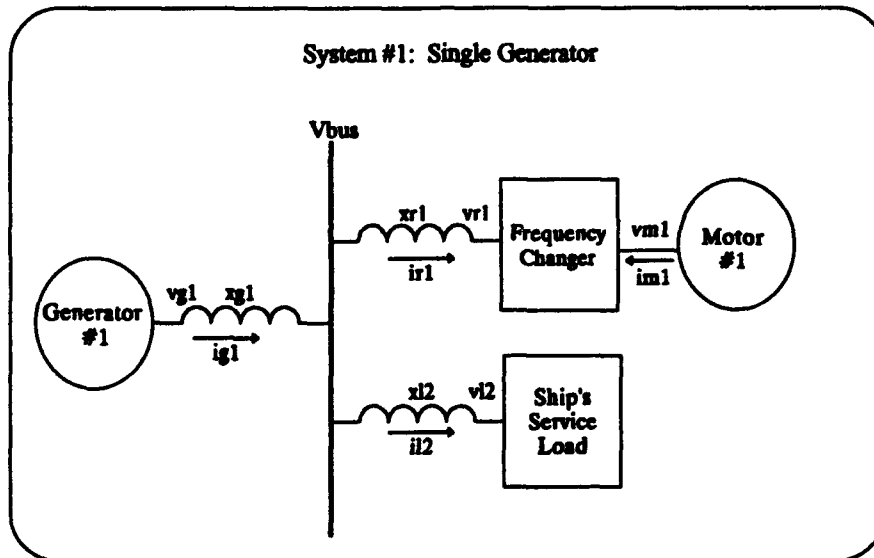 System #1: Single Generator
Vbus
xr1
vr1
ir1
Frequency
Changer
vm1
im1
Motor
#1
Generator
#1
vg1
xg1
ig1
xl2
vl2
il2
Ship's
Service
Load